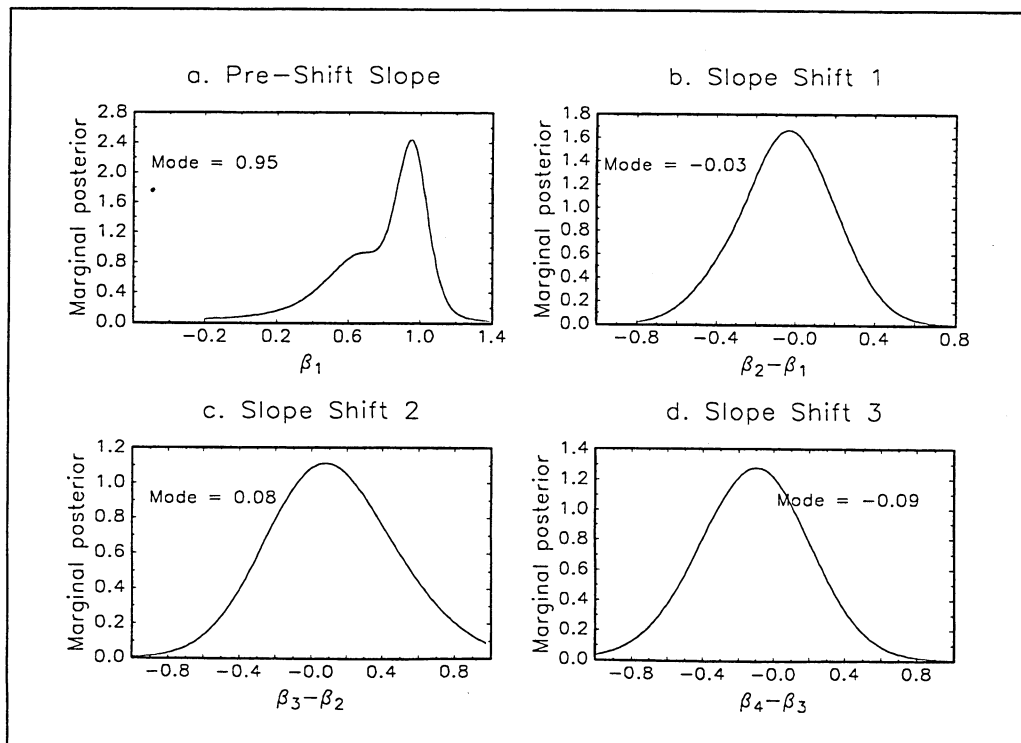 a. Pre-Shift Slope
Marginal posterior
2.8
2.4
2.0
1.6
1.2
0.8
0.4
0.0
Mode = 0.95
-0.2 0.2 0.6 1.0 1.4
β1
b. Slope Shift 1
Marginal posterior
1.8
1.6
1.4
1.2
1.0
0.8
0.6
0.4
0.2
0.0
Mode = -0.03
-0.8 -0.4 -0.0 0.4 0.8
β2-β1
c. Slope Shift 2
Marginal posterior
1.2
1.0
0.8
0.6
0.4
0.2
0.0
Mode = 0.08
-0.8 -0.4 -0.0 0.4 0.8
β3-β2
d. Slope Shift 3
Marginal posterior
1.4
1.2
1.0
0.8
0.6
0.4
0.2
0.0
Mode = -0.09
-0.8 -0.4 -0.0 0.4 0.8
β4-β3